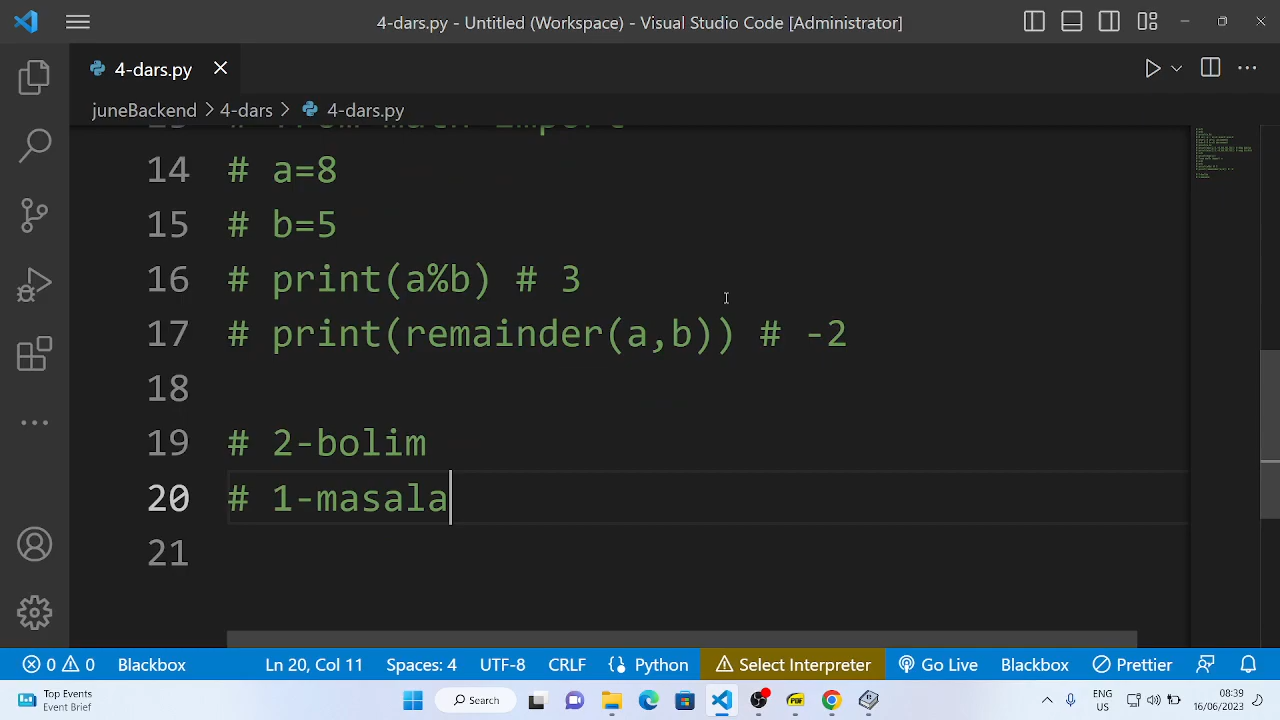 4-dars.py - Untitled (Workspace) - Visual Studio Code [Administrator]
4-dars.py
juneBackend > 4-dars > 4-dars.py
14 # a=8
15 # b=5
16 # print(a%b) # 3
17 # print(remainder(a,b)) # -2
18
19 # 2-bolim
20 # 1-masala
21
0 0 Blackbox Ln 20, Col 11 Spaces: 4 UTF-8 CRLF Python Select Interpreter Go Live Blackbox Prettier
Top Events
Event Brief
Search
ENG
US
08:39
16/06/2023